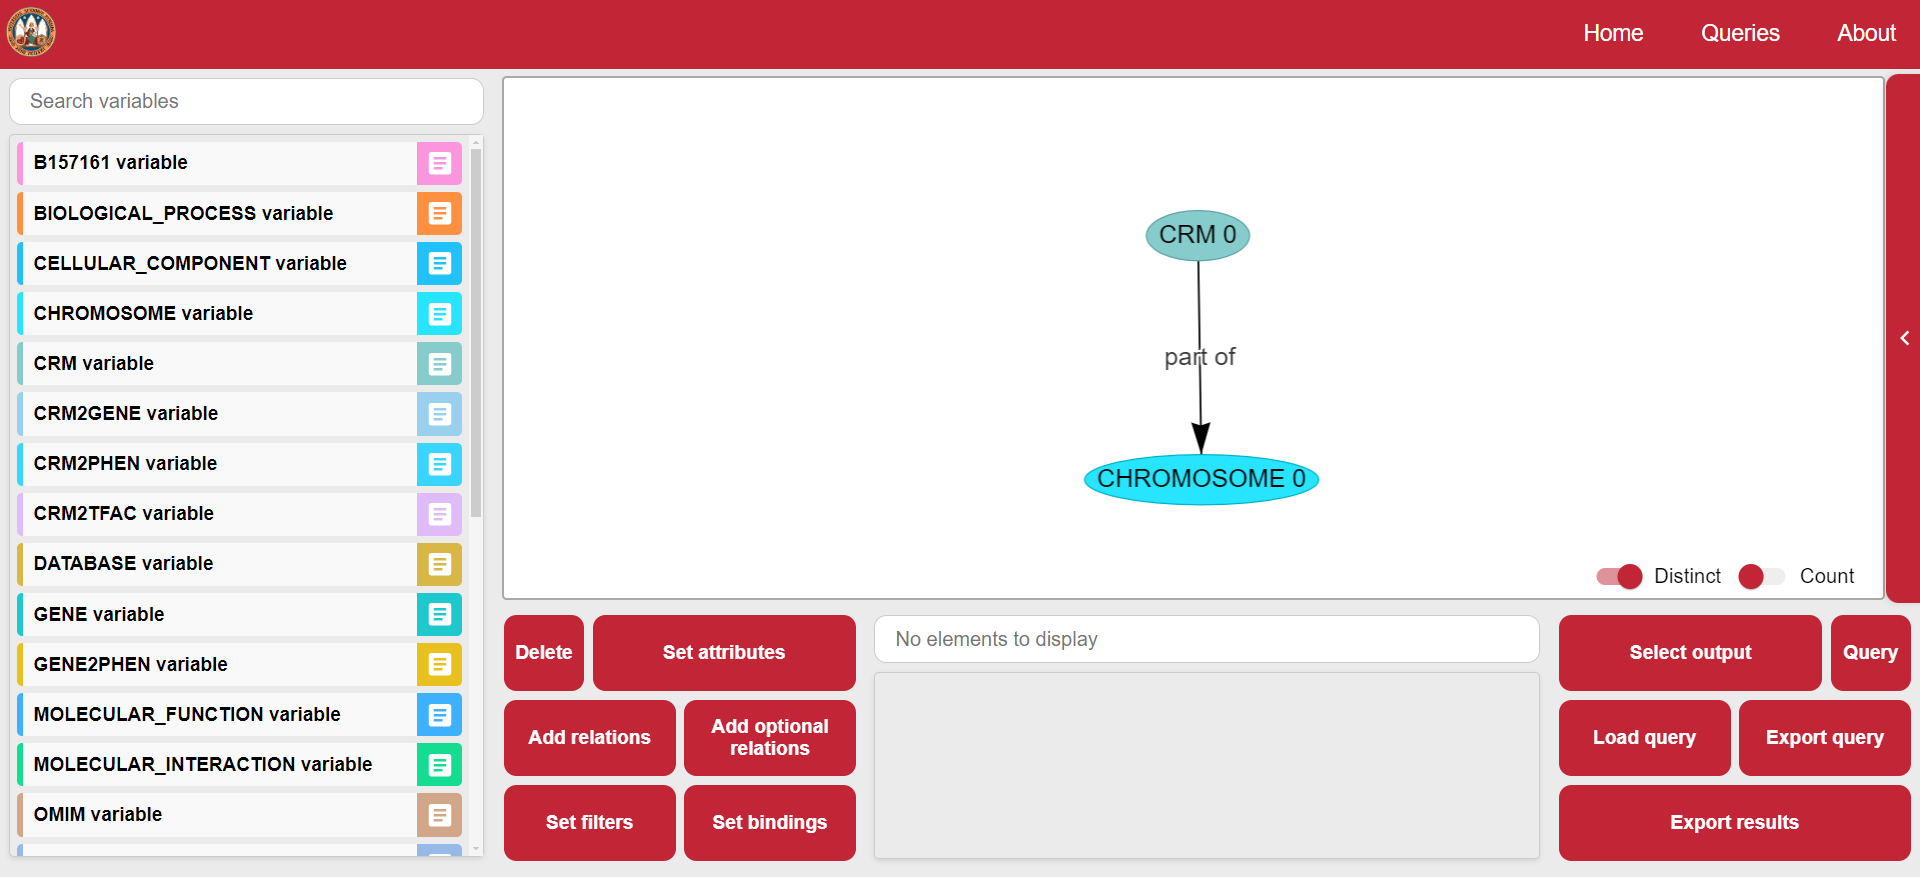 Home Queries About
Search variables
B157161 variable
BIOLOGICAL_PROCESS variable
CELLULAR_COMPONENT variable
CHROMOSOME variable
CRM variable
CRM2GENE variable
CRM2PHEN variable
CRM2TFAC variable
DATABASE variable
GENE variable
GENE2PHEN variable
MOLECULAR_FUNCTION variable
MOLECULAR_INTERACTION variable
OMIM variable
CRM 0
part of
CHROMOSOME 0
Distinct Count
Delete
Set attributes
Add relations
Add optional
relations
Set filters
Set bindings
No elements to display
Select output
Query
Load query
Export query
Export results